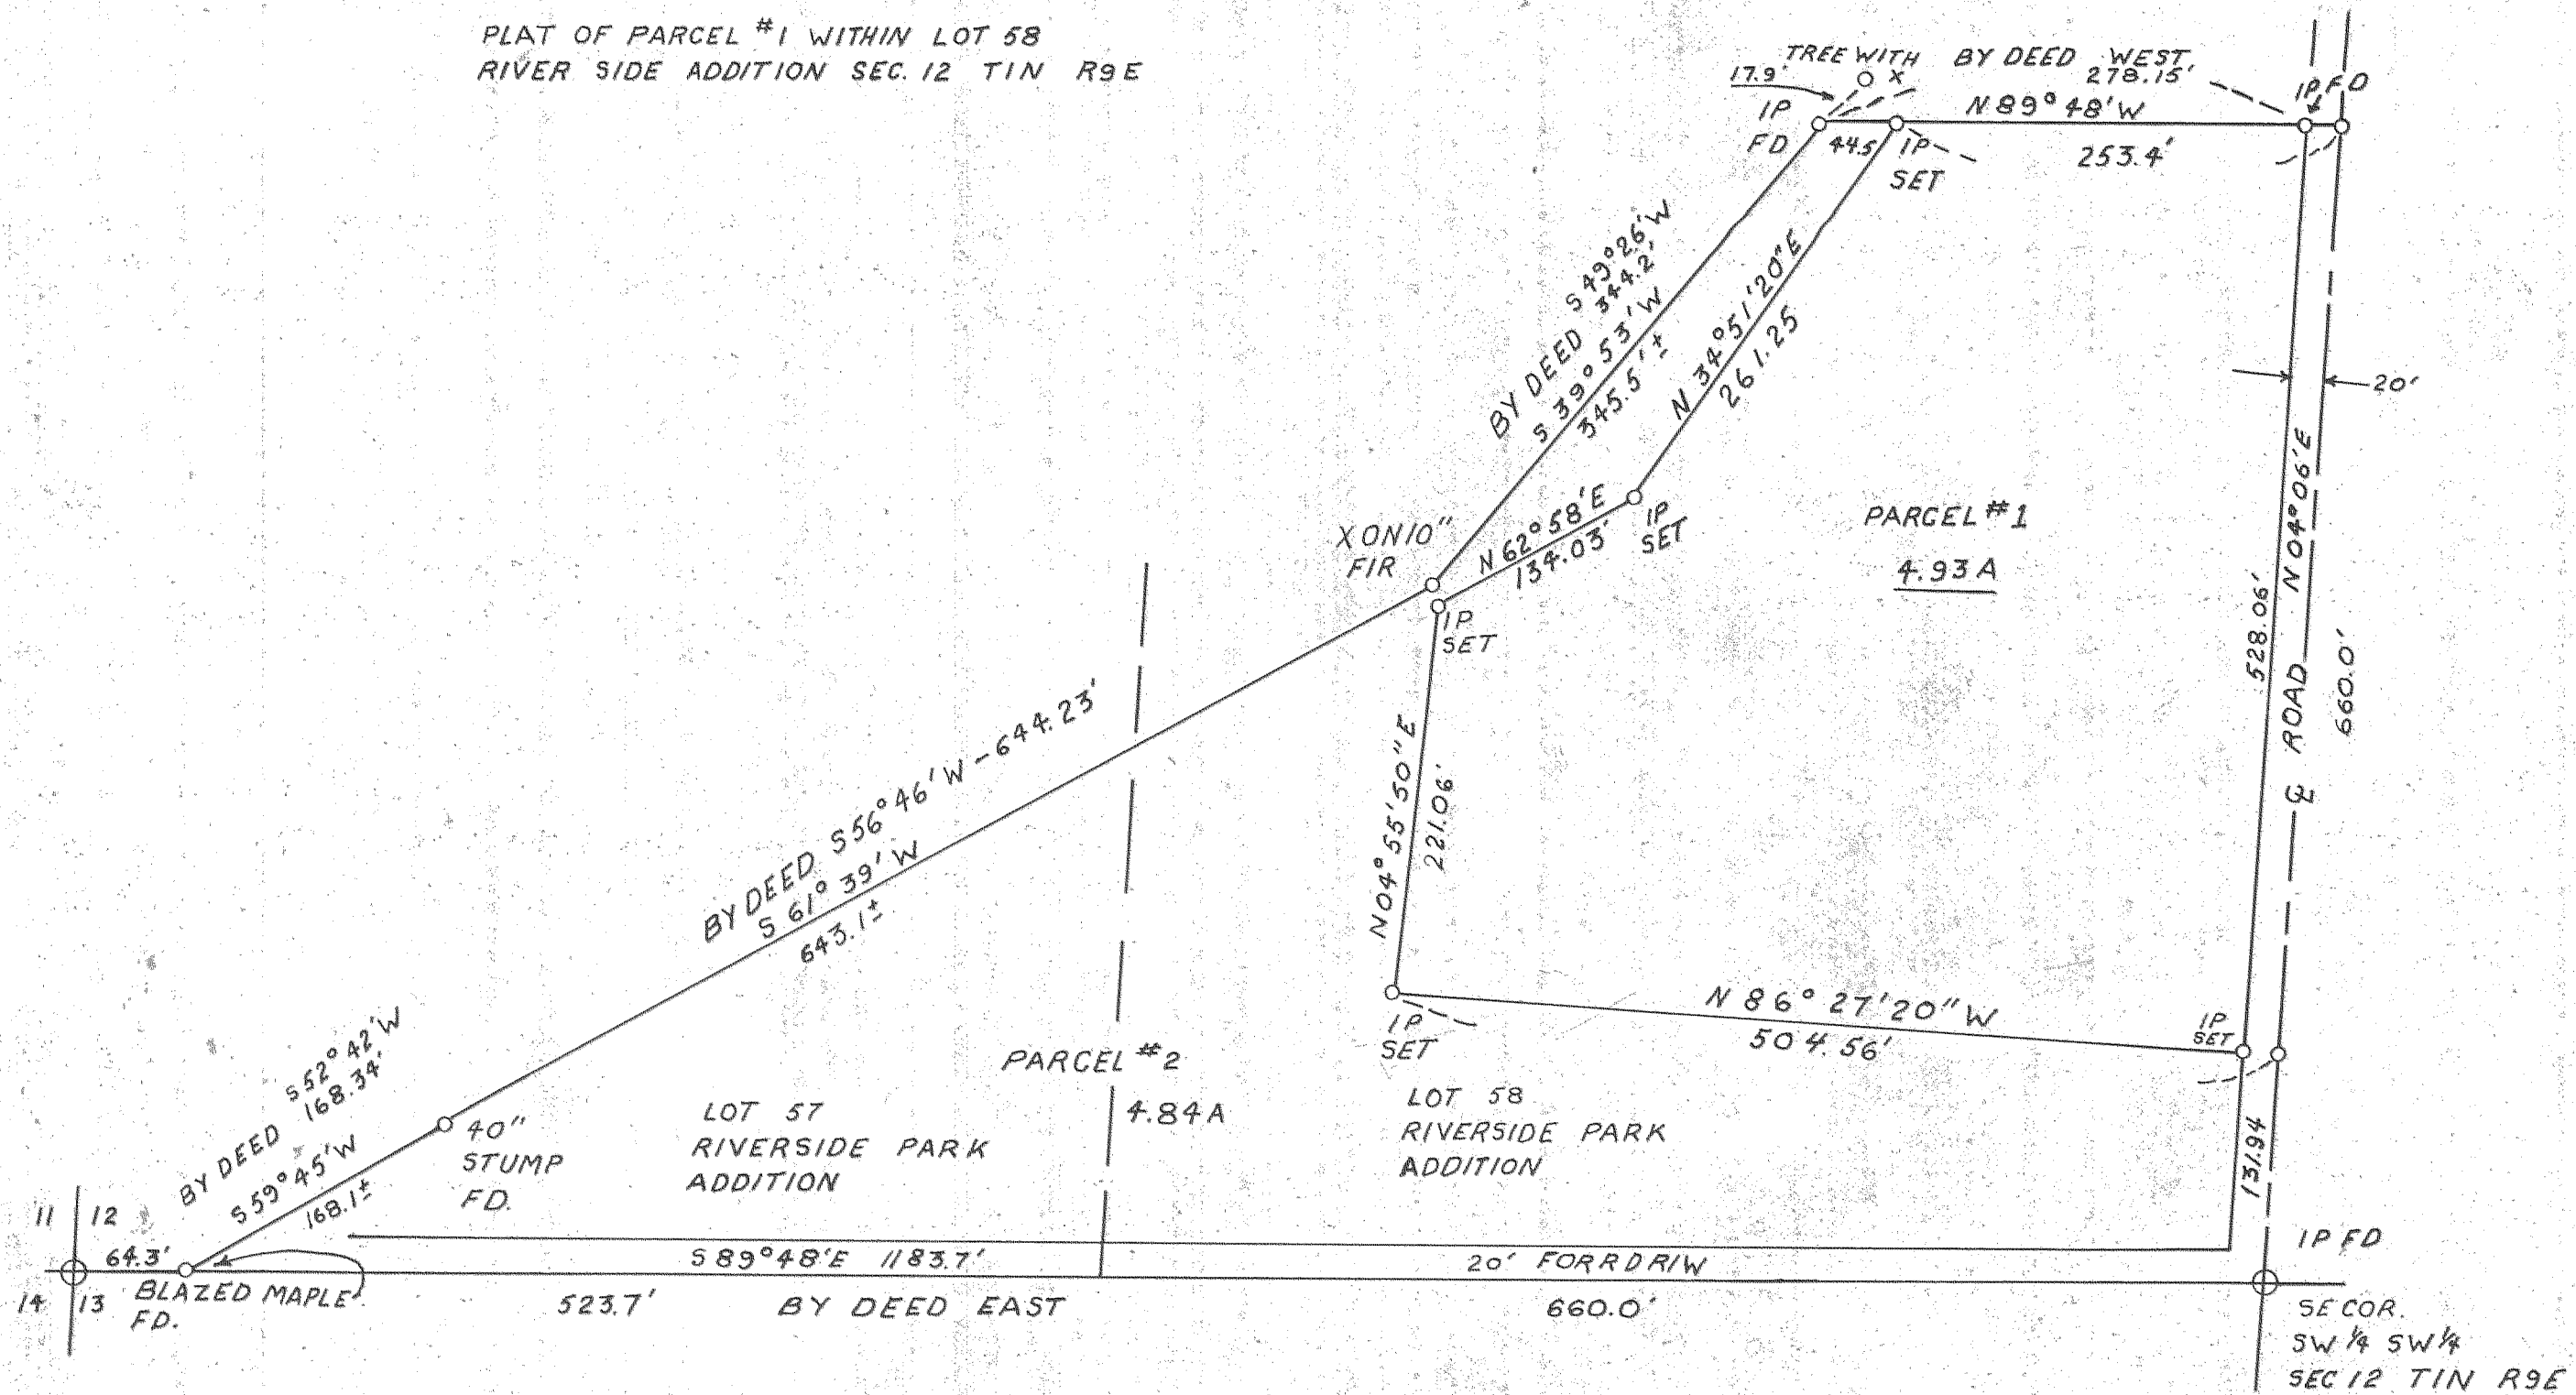 PLAT OF PARCEL #1 WITHIN LOT 58
RIVER SIDE ADDITION SEC. 12 T1N R9E
TREE WITH X
17.9'
BY DEED WEST.
278.15'
IP FD
IP
FD
N 89° 48' W
44.5
IP
SET
253.4'
S 49° 26' W
BY DEED 344.2'
S 39° 53' W
345.5' ±
N 34° 51' 20" E
261.25
20'
X ON 10"
FIR
N 62° 58' E
134.03'
IP
SET
IP
SET
PARCEL #1
4.93 A
N 04° 06' E
528.06'
℄ ROAD
660.0'
BY DEED S 56° 46' W - 644.23'
S 61° 39' W
643.1 ±
N 04° 55' 50" E
221.06'
IP
SET
N 86° 27' 20" W
504.56'
IP
SET
S 52° 42' W
BY DEED 168.34'
S 59° 45' W
168.1 ±
40"
STUMP
FD.
LOT 57
RIVERSIDE PARK
ADDITION
PARCEL #2
4.84 A
LOT 58
RIVERSIDE PARK
ADDITION
131.94
11 12
14 13
64.3'
BLAZED MAPLE
FD.
S 89° 48' E 1183.7'
20' FOR RD R/W
523.7'
BY DEED EAST
660.0'
IP FD
SE COR.
SW 1/4 SW 1/4
SEC 12 T1N R9E